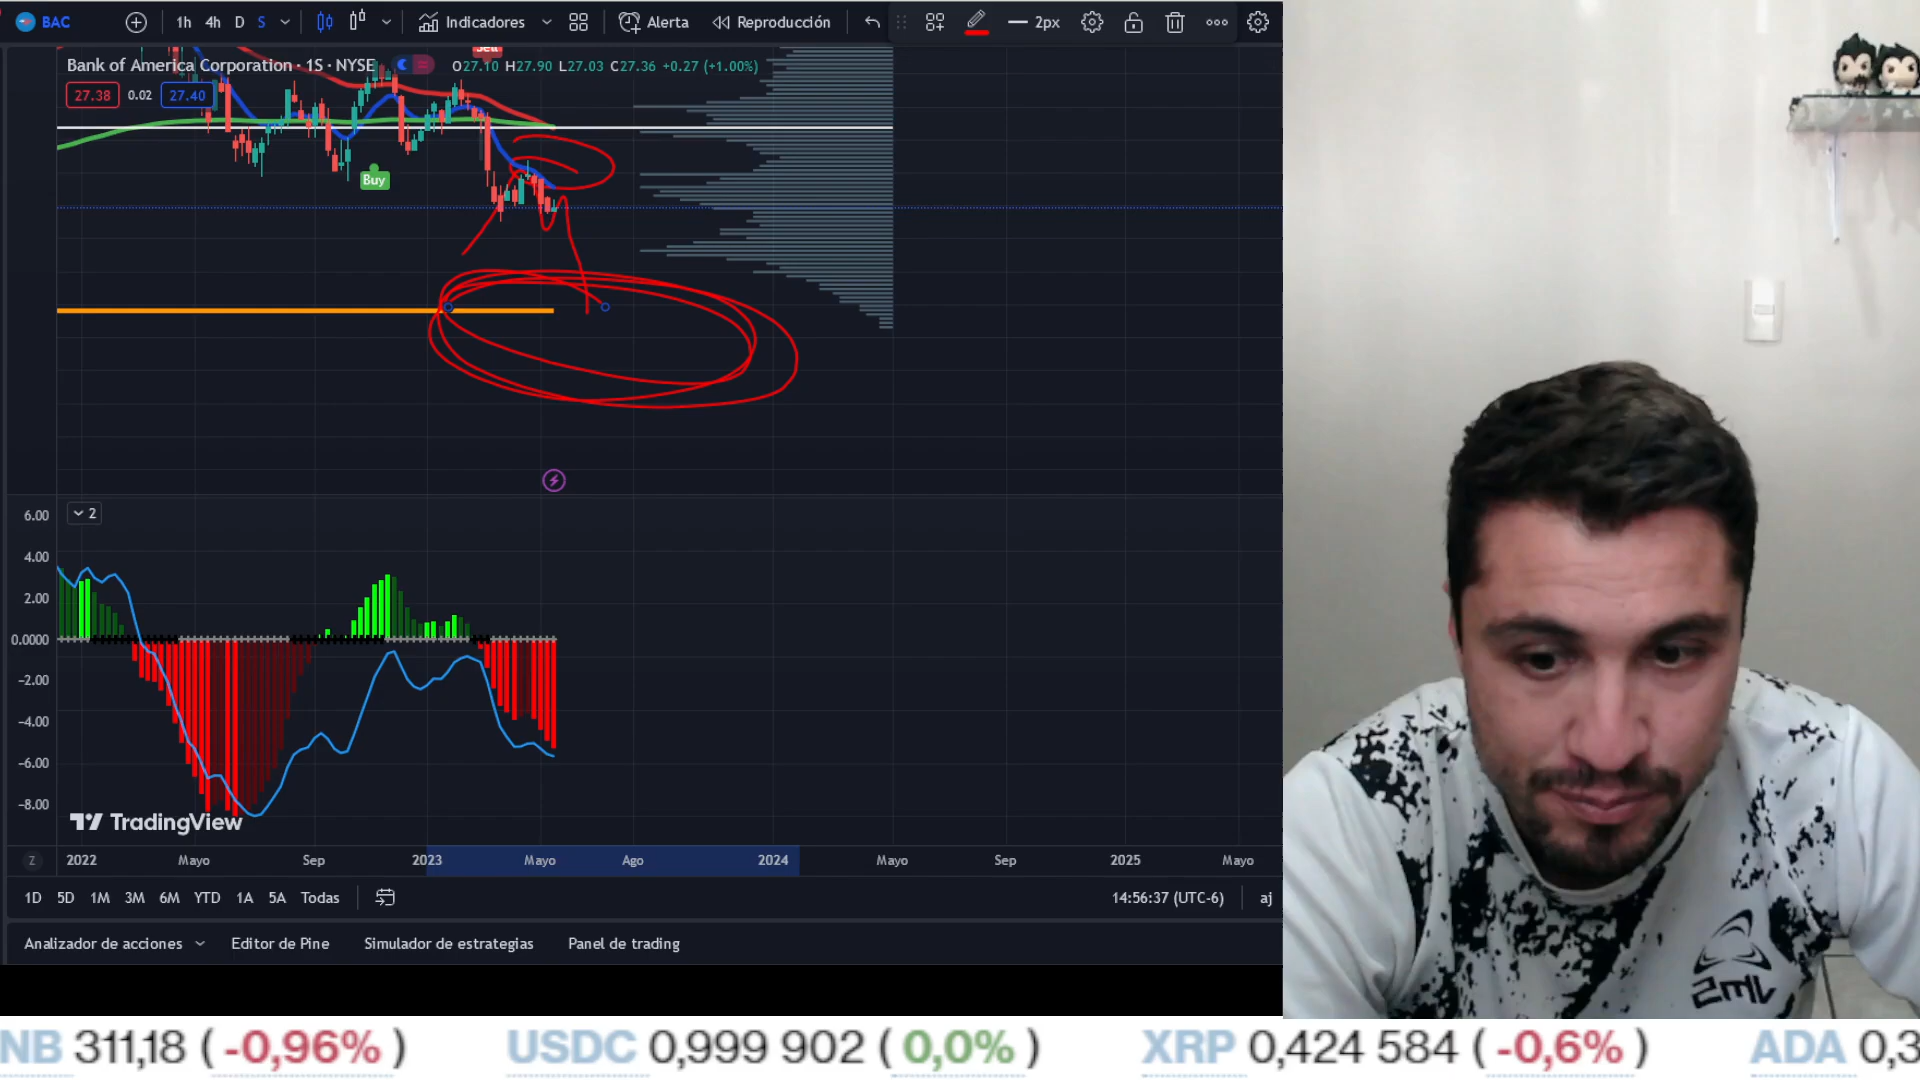 BAC 1h 4h D S Indicadores Alerta Reproducción 2px
Sell
Bank of America Corporation · 1S · NYSE O27.10 H27.90 L27.03 C27.36 +0.27 (+1.00%)
27.38 0.02 27.40
Buy
6.00
2
4.00
2.00
0.0000
−2.00
−4.00
−6.00
−8.00
TradingView
Z 2022 Mayo Sep 2023 Mayo Ago 2024 Mayo Sep 2025 Mayo
1D 5D 1M 3M 6M YTD 1A 5A Todas 14:56:37 (UTC-6) aj
Analizador de acciones Editor de Pine Simulador de estrategias Panel de trading
NB 311,18 ( -0,96% ) USDC 0,999 902 ( 0,0% ) XRP 0,424 584 ( -0,6% ) ADA 0,3